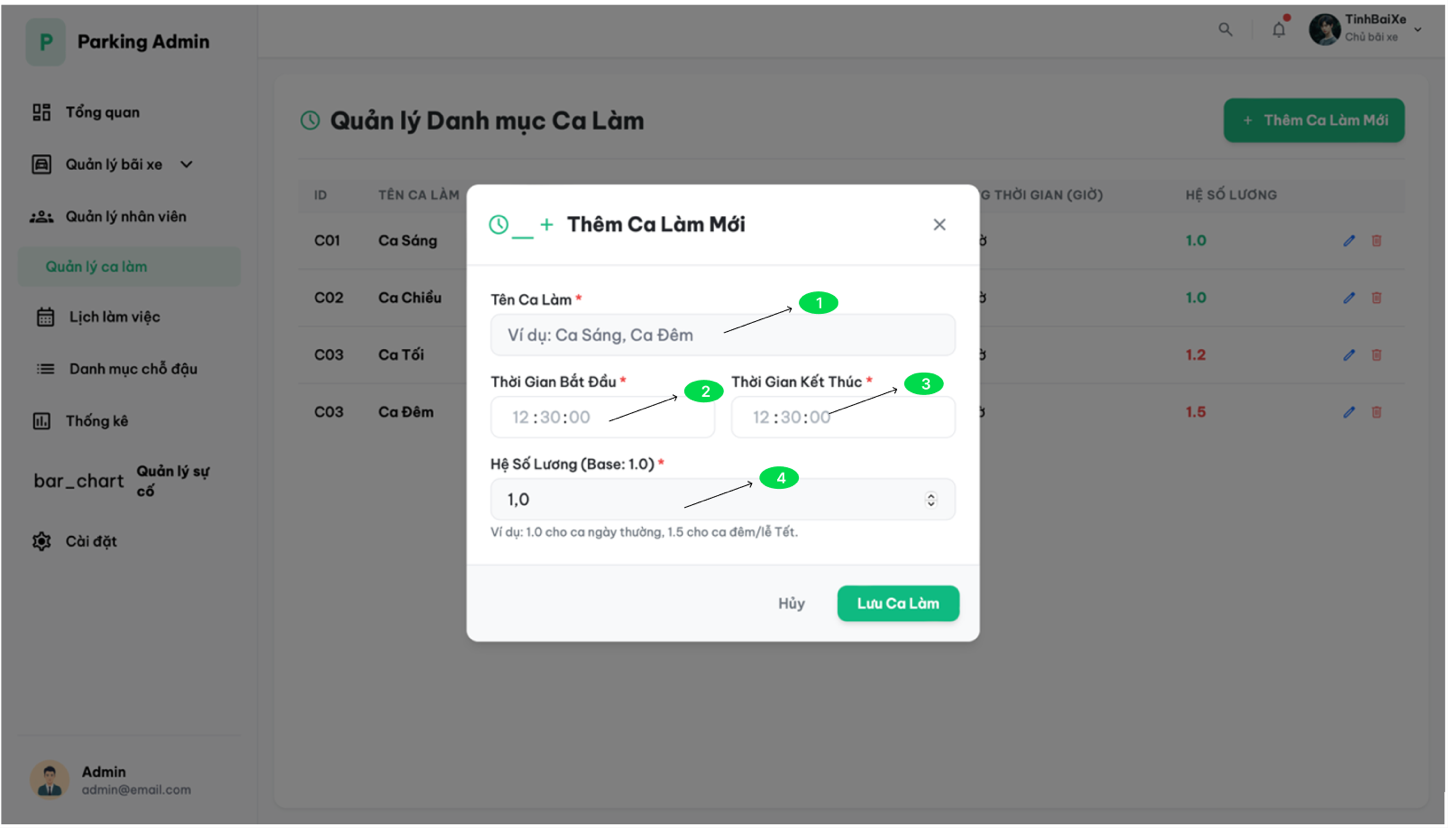 P Parking Admin
TinhBaiXe
Chủ bãi xe
Tổng quan
Quản lý bãi xe
Quản lý nhân viên
Quản lý ca làm
Lịch làm việc
Danh mục chỗ đậu
Thống kê
bar_chart Quản lý sự
cố
Cài đặt
Admin
admin@email.com
Quản lý Danh mục Ca Làm
+ Thêm Ca Làm Mới
ID TÊN CA LÀM G THỜI GIAN (GIỜ) HỆ SỐ LƯƠNG
C01 Ca Sáng 1.0
C02 Ca Chiều 1.0
C03 Ca Tối 1.2
C03 Ca Đêm 1.5
__ + Thêm Ca Làm Mới
Tên Ca Làm *
1
Ví dụ: Ca Sáng, Ca Đêm
Thời Gian Bắt Đầu *
2
Thời Gian Kết Thúc *
3
12:30:00
12:30:00
Hệ Số Lương (Base: 1.0) *
4
1,0
Ví dụ: 1.0 cho ca ngày thường, 1.5 cho ca đêm/lễ Tết.
Hủy
Lưu Ca Làm